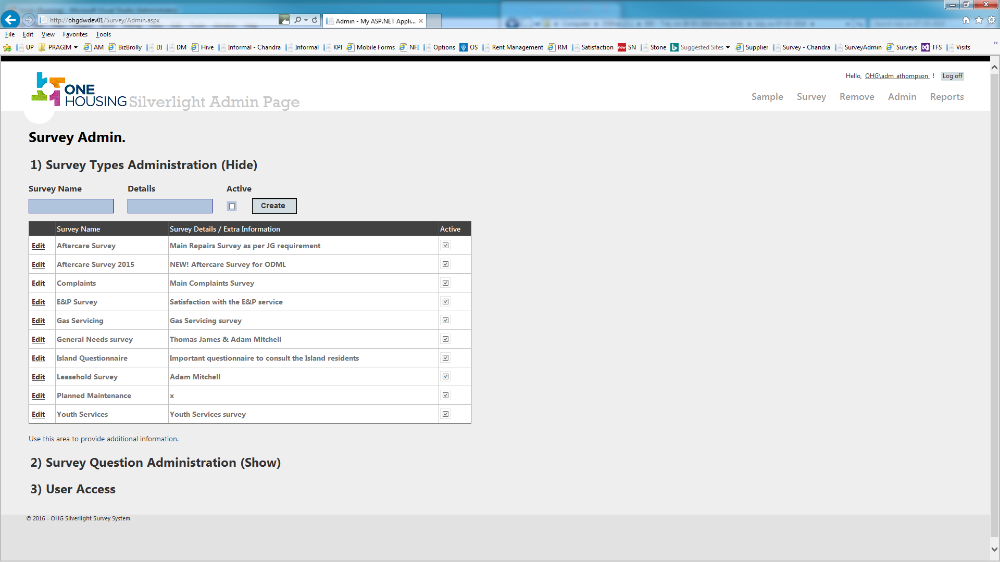 http://ohgdwdev01/Survey/Admin.aspx
Admin - My ASP.NET Appli...
File Edit View Favorites Tools
UP PRAGIM AM BizBrolly DI DM Hive Informal - Chandra Informal KPI Mobile Forms NFI Options OS Rent Management RM Satisfaction SN Stone Suggested Sites Supplier Survey - Chandra SurveyAdmin Surveys TFS Visits
Hello, OHG\adm_athompson ! Log off
ONE
HOUSING Silverlight Admin Page
Sample Survey Remove Admin Reports
Survey Admin.
1) Survey Types Administration (Hide)
Survey Name Details Active
Create
Survey Name Survey Details / Extra Information Active
Edit Aftercare Survey Main Repairs Survey as per JG requirement
Edit Aftercare Survey 2015 NEW! Aftercare Survey for ODML
Edit Complaints Main Complaints Survey
Edit E&P Survey Satisfaction with the E&P service
Edit Gas Servicing Gas Servicing survey
Edit General Needs survey Thomas James & Adam Mitchell
Edit Island Questionnaire Important questionnaire to consult the Island residents
Edit Leasehold Survey Adam Mitchell
Edit Planned Maintenance x
Edit Youth Services Youth Services survey
Use this area to provide additional information.
2) Survey Question Administration (Show)
3) User Access
© 2016 - OHG Silverlight Survey System